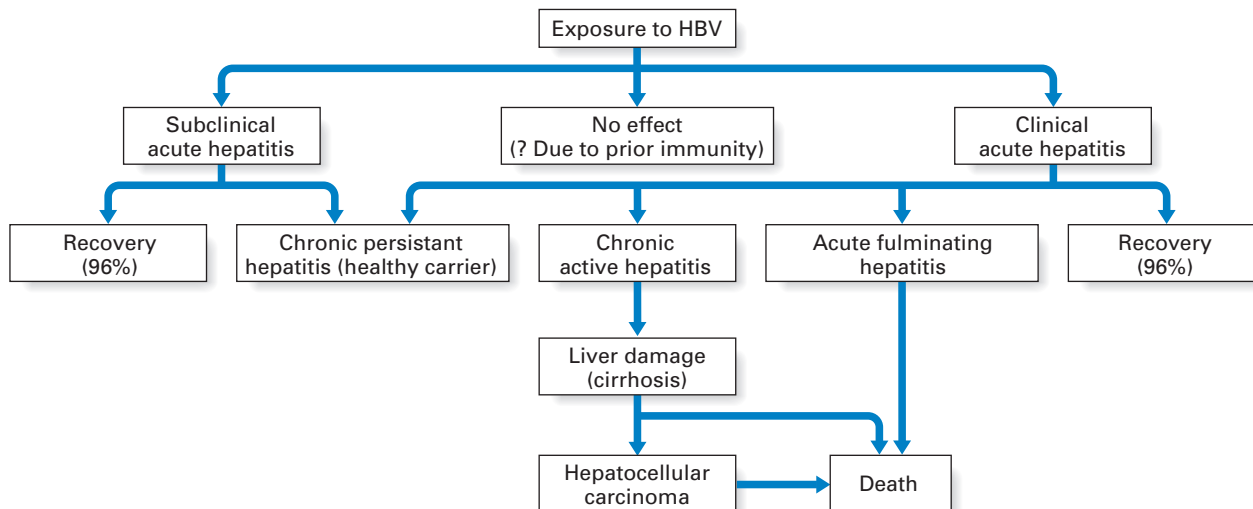 Exposure to HBV
Subclinical
acute hepatitis
No effect
(? Due to prior immunity)
Clinical
acute hepatitis
Recovery
(96%)
Chronic persistant
hepatitis (healthy carrier)
Chronic
active hepatitis
Acute fulminating
hepatitis
Recovery
(96%)
Liver damage
(cirrhosis)
Hepatocellular
carcinoma
Death